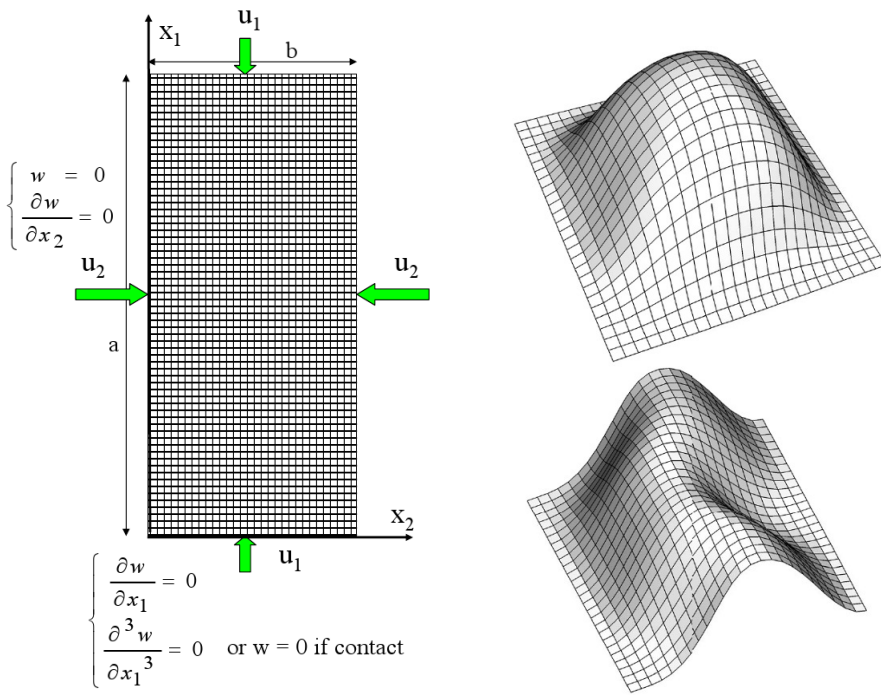 x1
u1
b
w = 0
∂w/∂x2 = 0
u2
u2
a
x2
u1
∂w/∂x1 = 0
∂³w/∂x1³ = 0 or w = 0 if contact